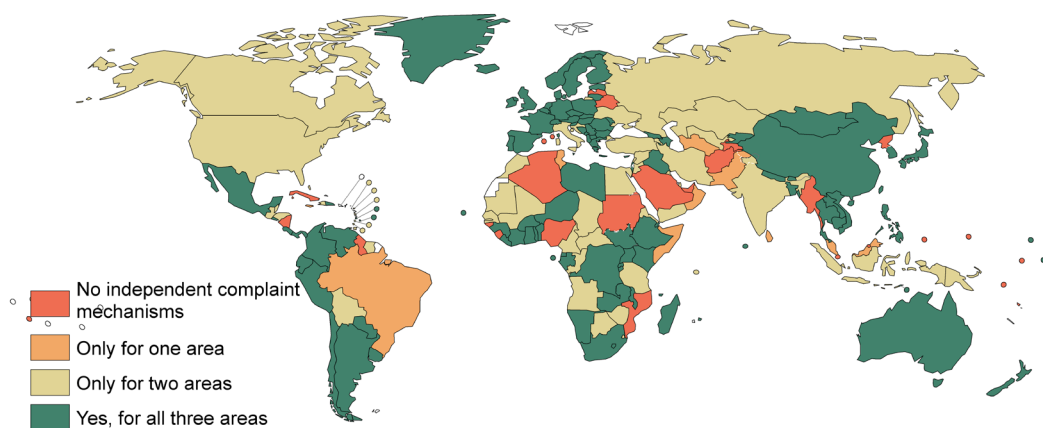 No independent complaint
mechanisms
Only for one area
Only for two areas
Yes, for all three areas